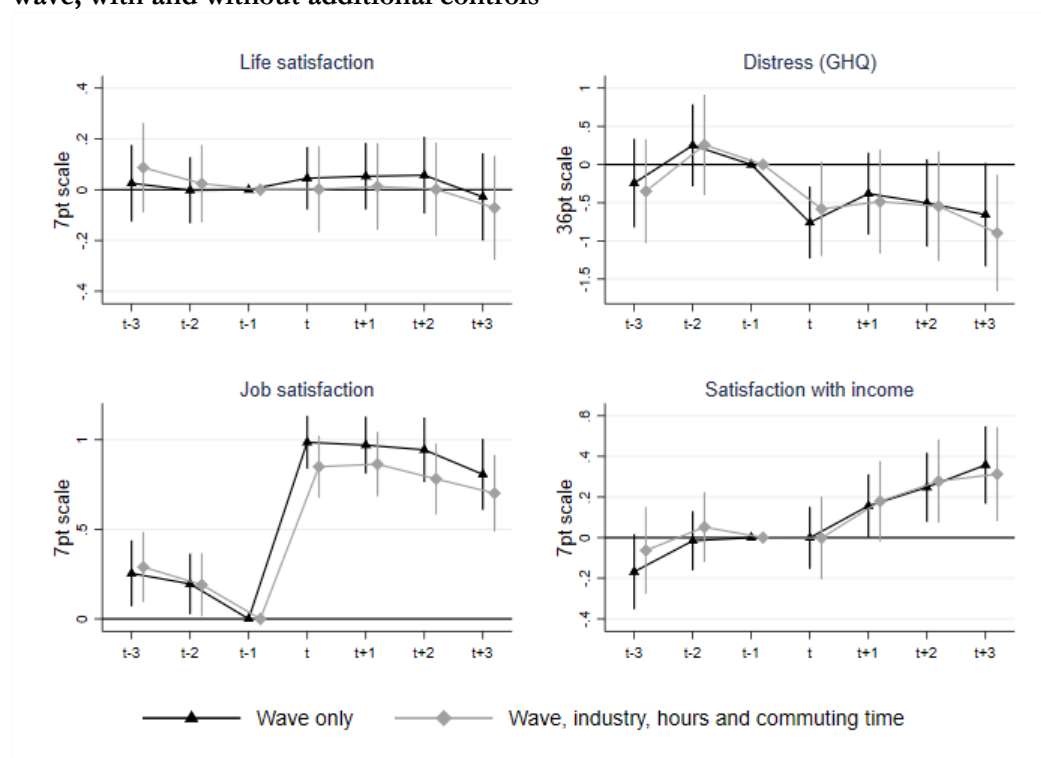 wave, with and without additional controls
Life satisfaction
7pt scale
.4
.2
0
-.2
-.4
t-3 t-2 t-1 t t+1 t+2 t+3
Distress (GHQ)
36pt scale
1
.5
0
-.5
-1
-1.5
t-3 t-2 t-1 t t+1 t+2 t+3
Job satisfaction
7pt scale
1
.5
0
t-3 t-2 t-1 t t+1 t+2 t+3
Satisfaction with income
7pt scale
.6
.4
.2
0
-.2
-.4
t-3 t-2 t-1 t t+1 t+2 t+3
Wave only
Wave, industry, hours and commuting time